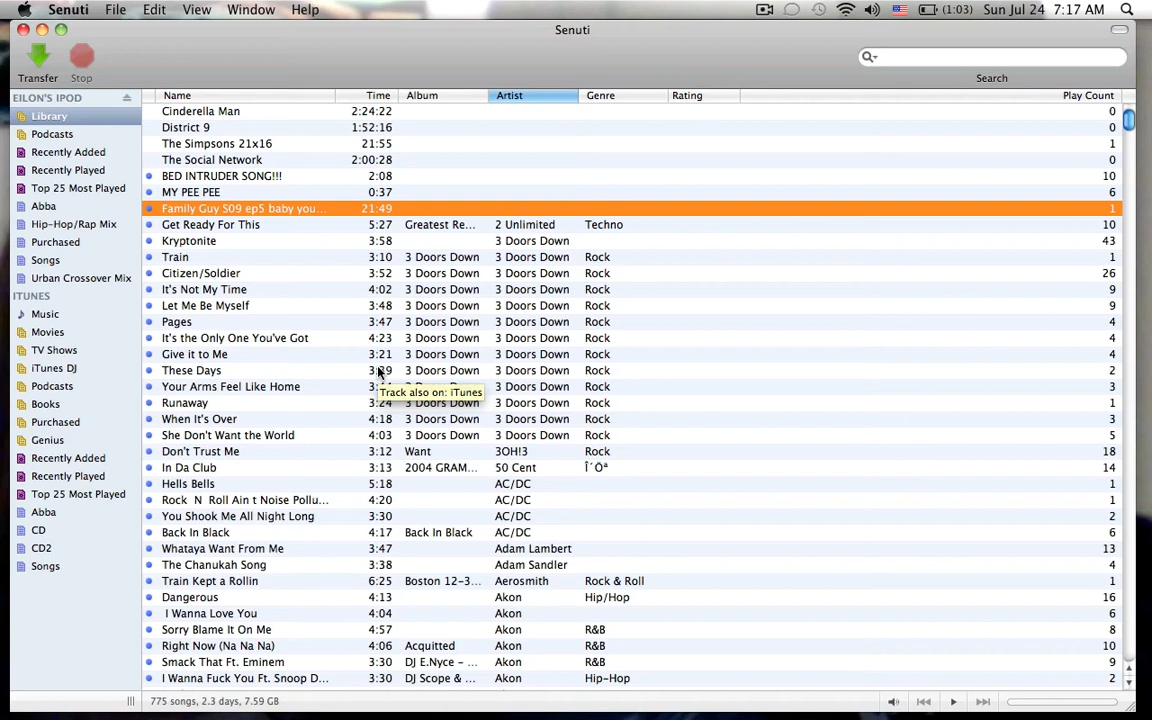 Senuti File Edit View Window Help (1:03) Sun Jul 24 7:17 AM
Senuti
Transfer Stop Search
EILON'S IPOD Name Time Album Artist Genre Rating Play Count
Library Cinderella Man 2:24:22 0
District 9 1:52:16 0
Podcasts The Simpsons 21x16 21:55 1
Recently Added The Social Network 2:00:28 0
Recently Played BED INTRUDER SONG!!! 2:08 10
Top 25 Most Played MY PEE PEE 0:37 6
Abba Family Guy S09 ep5 baby you... 21:49 1
Hip-Hop/Rap Mix Get Ready For This 5:27 Greatest Re... 2 Unlimited Techno 10
Purchased Kryptonite 3:58 3 Doors Down 43
Songs Train 3:10 3 Doors Down 3 Doors Down Rock 1
Urban Crossover Mix Citizen/Soldier 3:52 3 Doors Down 3 Doors Down Rock 26
ITUNES It's Not My Time 4:02 3 Doors Down 3 Doors Down Rock 9
Music Let Me Be Myself 3:48 3 Doors Down 3 Doors Down Rock 9
Movies Pages 3:47 3 Doors Down 3 Doors Down Rock 4
TV Shows It's the Only One You've Got 4:23 3 Doors Down 3 Doors Down Rock 4
Give it to Me 3:21 3 Doors Down 3 Doors Down Rock 4
iTunes DJ These Days 3 Doors Down 3 Doors Down Rock 2
Podcasts Your Arms Feel Like Home 3 Doors Down Rock 3
Track also on: iTunes
Books Runaway 3:24 3 Doors Down 3 Doors Down Rock 1
Purchased When It's Over 4:18 3 Doors Down 3 Doors Down Rock 3
Genius She Don't Want the World 4:03 3 Doors Down 3 Doors Down Rock 5
Recently Added Don't Trust Me 3:12 Want 3OH!3 Rock 18
Recently Played In Da Club 3:13 2004 GRAM... 50 Cent Î´Öª 14
Hells Bells 5:18 AC/DC 1
Top 25 Most Played Rock N Roll Ain t Noise Pollu... 4:20 AC/DC 1
Abba You Shook Me All Night Long 3:30 AC/DC 2
CD Back In Black 4:17 Back In Black AC/DC 6
CD2 Whataya Want From Me 3:47 Adam Lambert 13
Songs The Chanukah Song 3:38 Adam Sandler 4
Train Kept a Rollin 6:25 Boston 12-3... Aerosmith Rock & Roll 1
Dangerous 4:13 Akon Hip/Hop 16
I Wanna Love You 4:04 Akon 6
Sorry Blame It On Me 4:57 Akon R&B 8
Right Now (Na Na Na) 4:06 Acquitted Akon R&B 10
Smack That Ft. Eminem 3:30 DJ E.Nyce - ... Akon R&B 9
I Wanna Fuck You Ft. Snoop D... 3:30 DJ Scope & ... Akon Hip-Hop 2
775 songs, 2.3 days, 7.59 GB